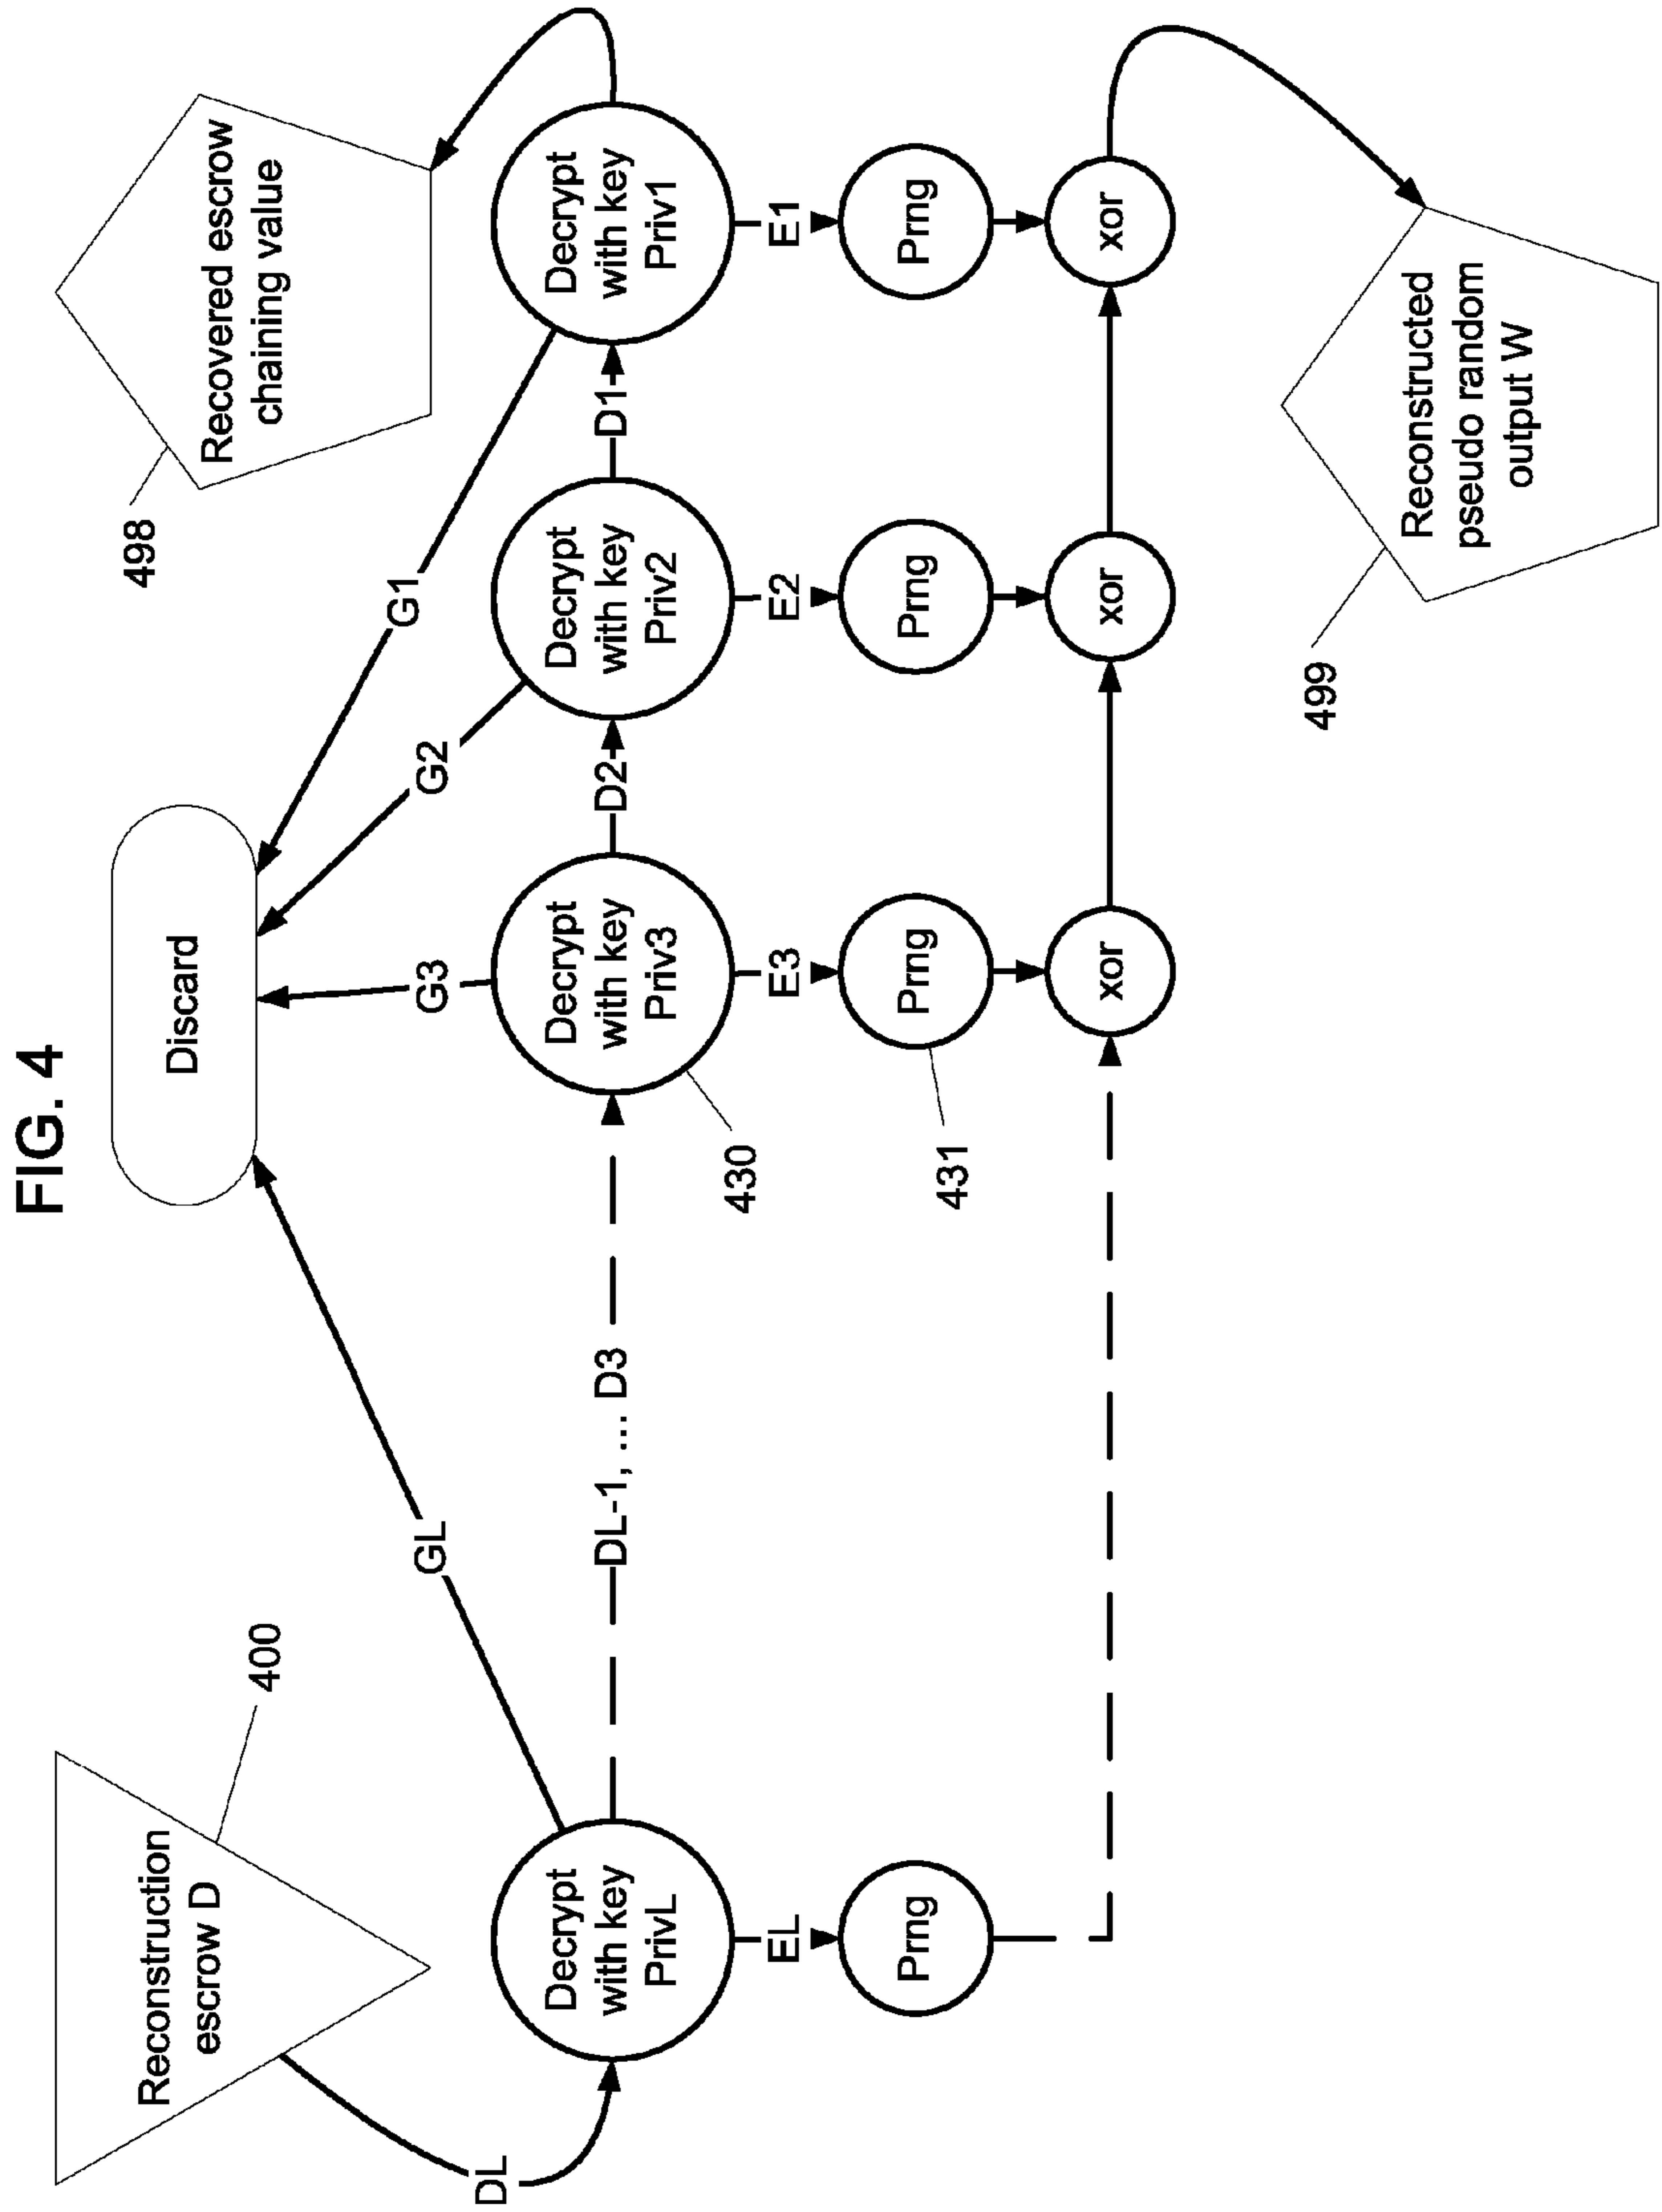 FIG. 4
Reconstruction
escrow D
400
Discard
498
Recovered escrow
chaining value
DL
GL
G3
G2
G1
Decrypt
with key
PrivL
DL-1, ... D3
Decrypt
with key
Priv3
D2
Decrypt
with key
Priv2
D1
Decrypt
with key
Priv1
430
EL
E3
E2
E1
Prng
Prng
Prng
Prng
431
xor
xor
xor
499
Reconstructed
pseudo random
output W